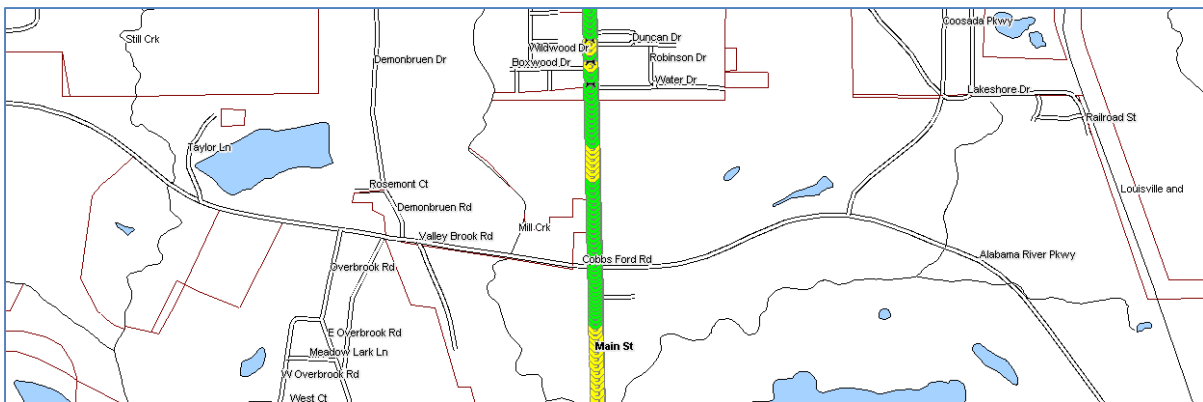 Coosada Pkwy
Still Crk
Duncan Dr
Wildwood Dr
Demonbruen Dr
Robinson Dr
Boxwood Dr
Water Dr
Lakeshore Dr
Railroad St
Taylor Ln
Rosemont Ct
Louisville and
Demonbruen Rd
Mill Crk
Valley Brook Rd
Alabama River Pkwy
Cobbs Ford Rd
Overbrook Rd
E Overbrook Rd
Main St
Meadow Lark Ln
W Overbrook Rd
West Ct